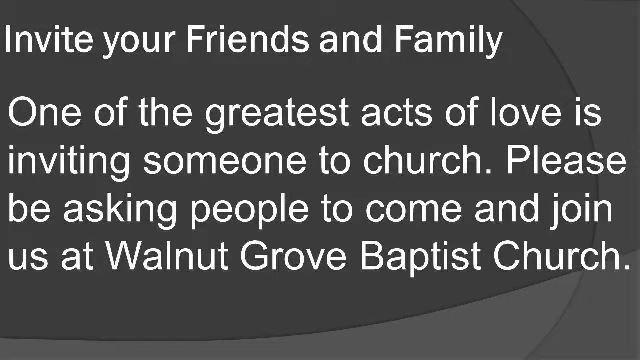 Invite your Friends and Family
One of the greatest acts of love is
inviting someone to church. Please
be asking people to come and join
us at Walnut Grove Baptist Church.